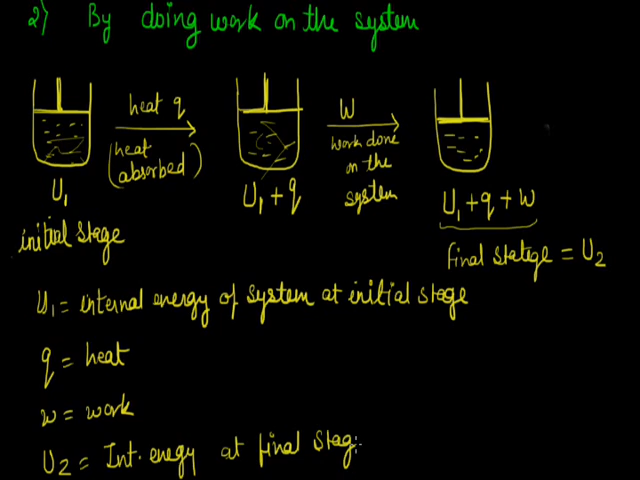 2) By doing work on the system
heat q
(heat absorbed)
W
work done on the system
U₁
U₁ + q
U₁ + q + w
initial stage
final statege = U₂
U₁ = internal energy of system at initial stage
q = heat
w = work
U₂ = Int. enegy at final stag